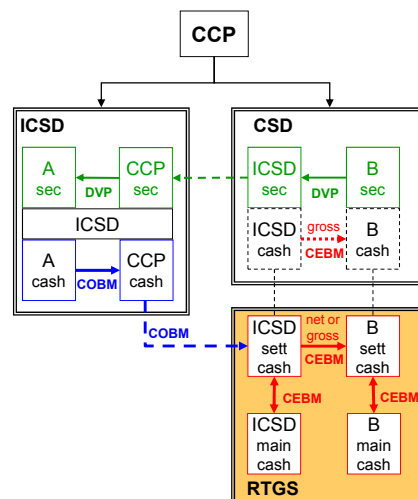 CCP
ICSD
CSD
A
sec
CCP
sec
DVP
ICSD
sec
B
sec
DVP
ICSD
A
cash
CCP
cash
COBM
ICSD
cash
B
cash
gross
CEBM
COBM
ICSD
sett
cash
net or
gross
CEBM
B
sett
cash
CEBM
CEBM
ICSD
main
cash
B
main
cash
RTGS